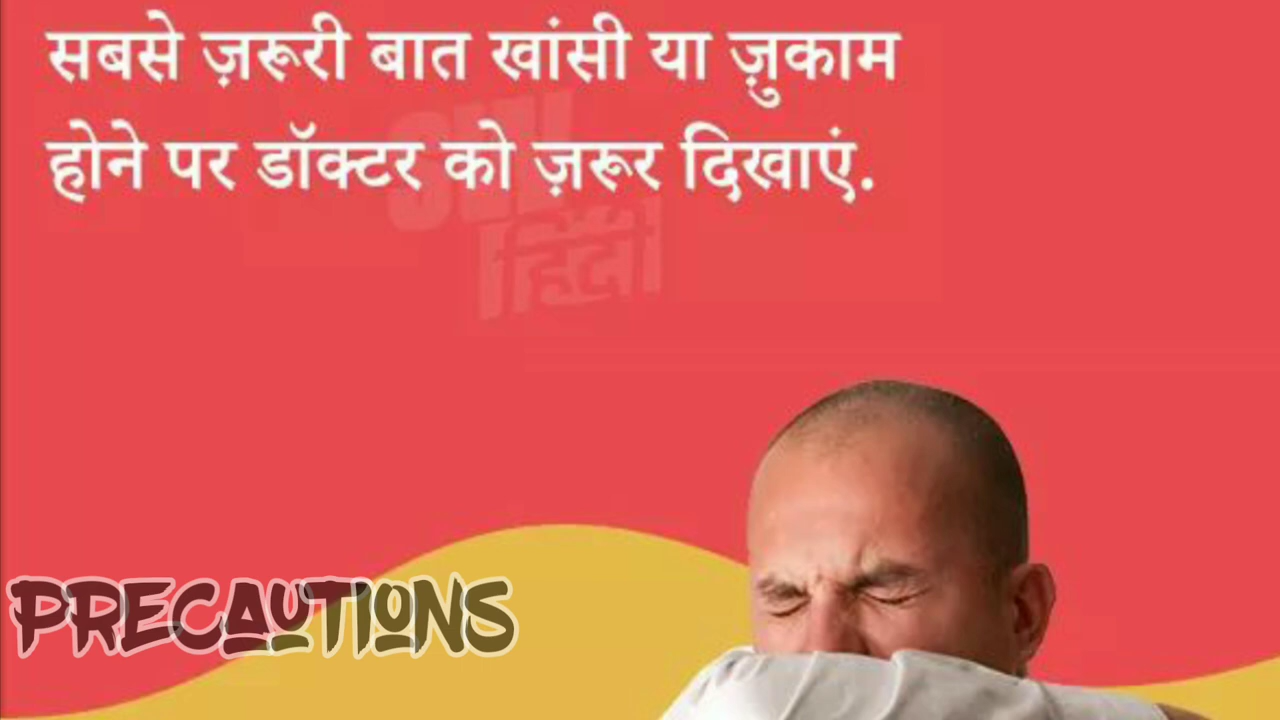 सबसे ज़रूरी बात खांसी या ज़ुकाम
होने पर डॉक्टर को ज़रूर दिखाएं.
हिंदी
PRECAUTIONS